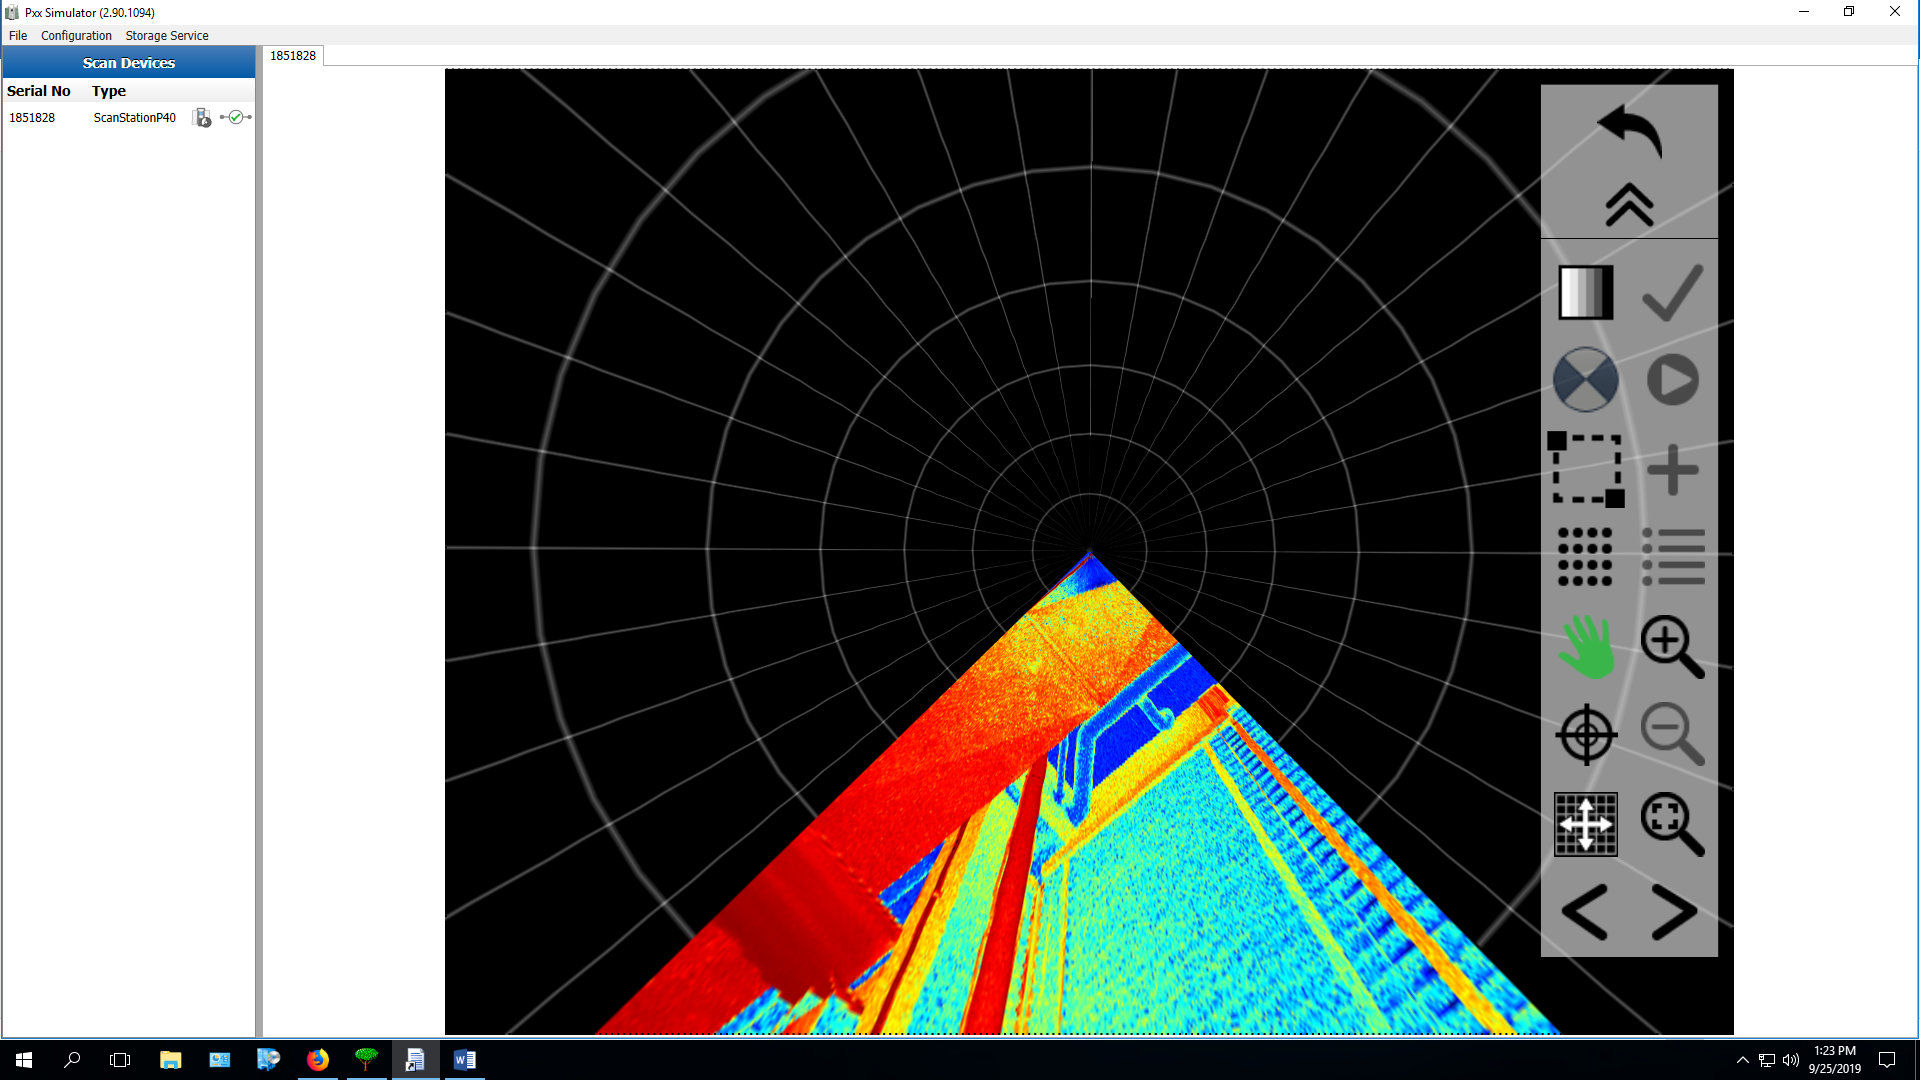 Pxx Simulator (2.90.1094)
File Configuration Storage Service
Scan Devices
1851828
Serial No Type
1851828 ScanStationP40
1:23 PM
9/25/2019